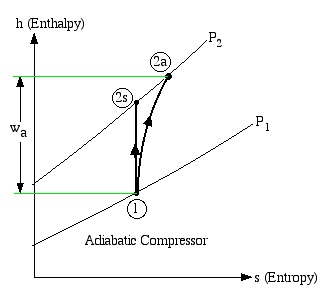 h (Enthalpy)
P2
2a
2s
wa
P1
1
Adiabatic Compressor
s (Entropy)